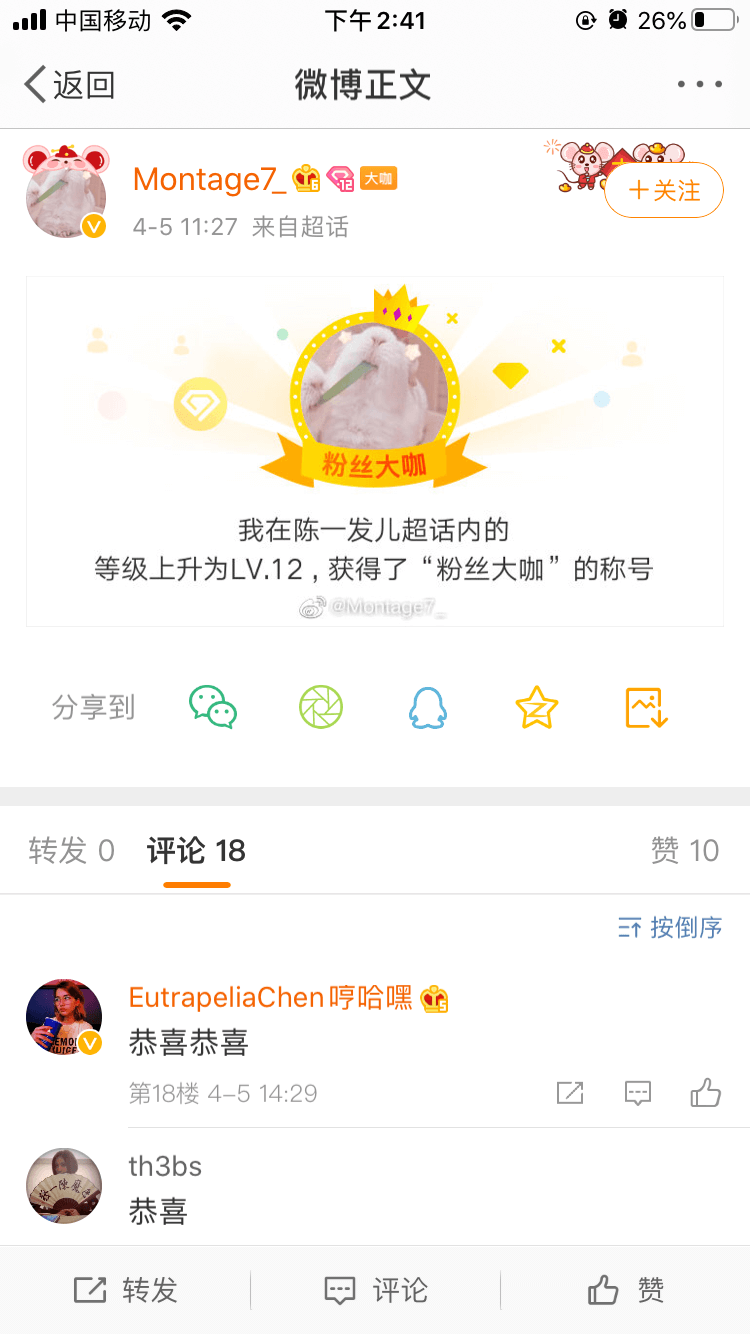 中国移动 下午2:41 26%
返回 微博正文
Montage7_ 6 12 大咖
+关注
4-5 11:27 来自超话
粉丝大咖
我在陈一发儿超话内的
等级上升为LV.12，获得了“粉丝大咖”的称号
@Montage7_
分享到
转发 0 评论 18 赞 10
按倒序
EutrapeliaChen哼哈嘿 5
恭喜恭喜
第18楼 4-5 14:29
th3bs
恭喜
转发 评论 赞